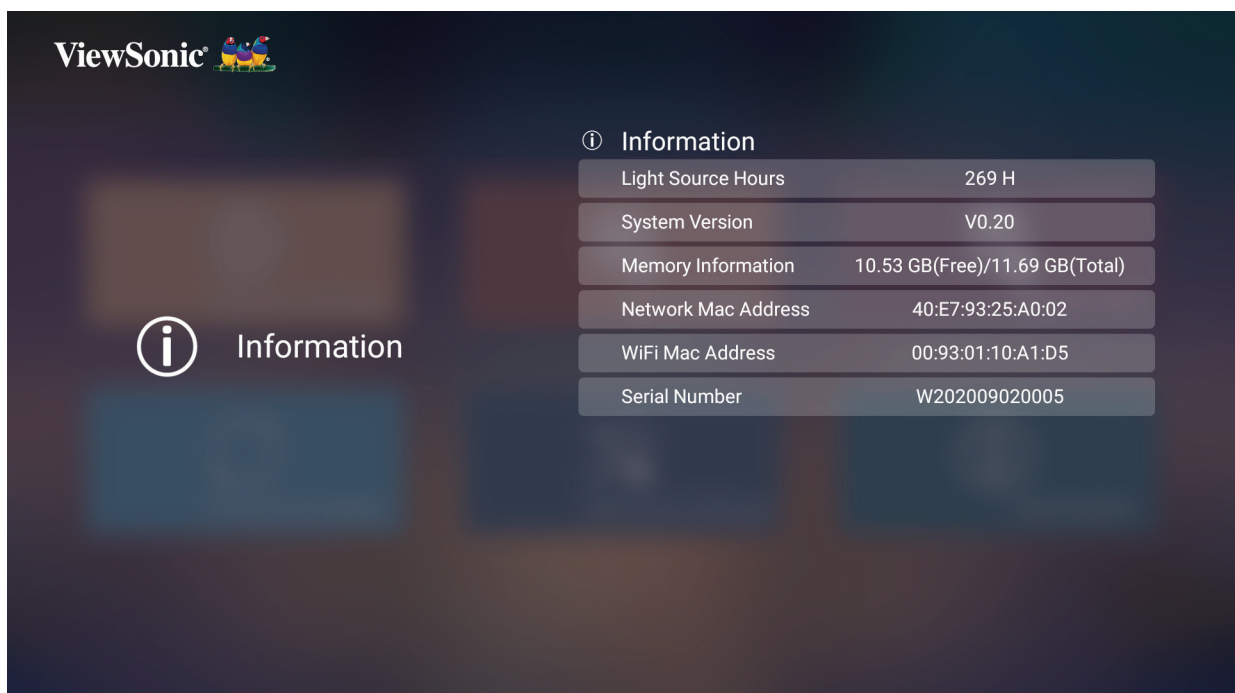 ViewSonic®
Information
Light Source Hours 269 H
System Version V0.20
Memory Information 10.53 GB(Free)/11.69 GB(Total)
Network Mac Address 40:E7:93:25:A0:02
Information
WiFi Mac Address 00:93:01:10:A1:D5
Serial Number W202009020005